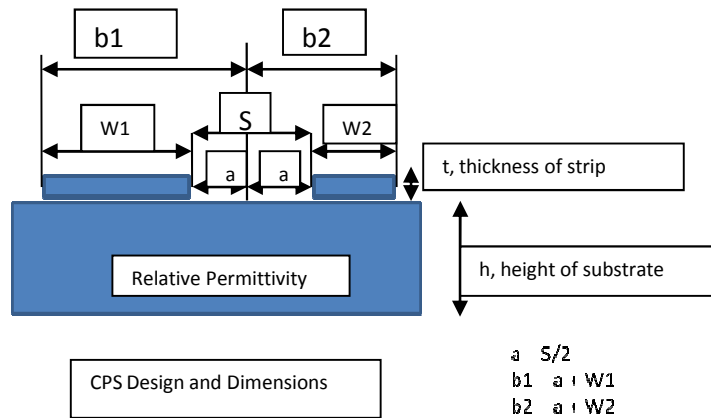 b1
b2
S
W1
W2
a
a
t, thickness of strip
Relative Permittivity
h, height of substrate
CPS Design and Dimensions
a S/2
b1 a + W1
b2 a + W2